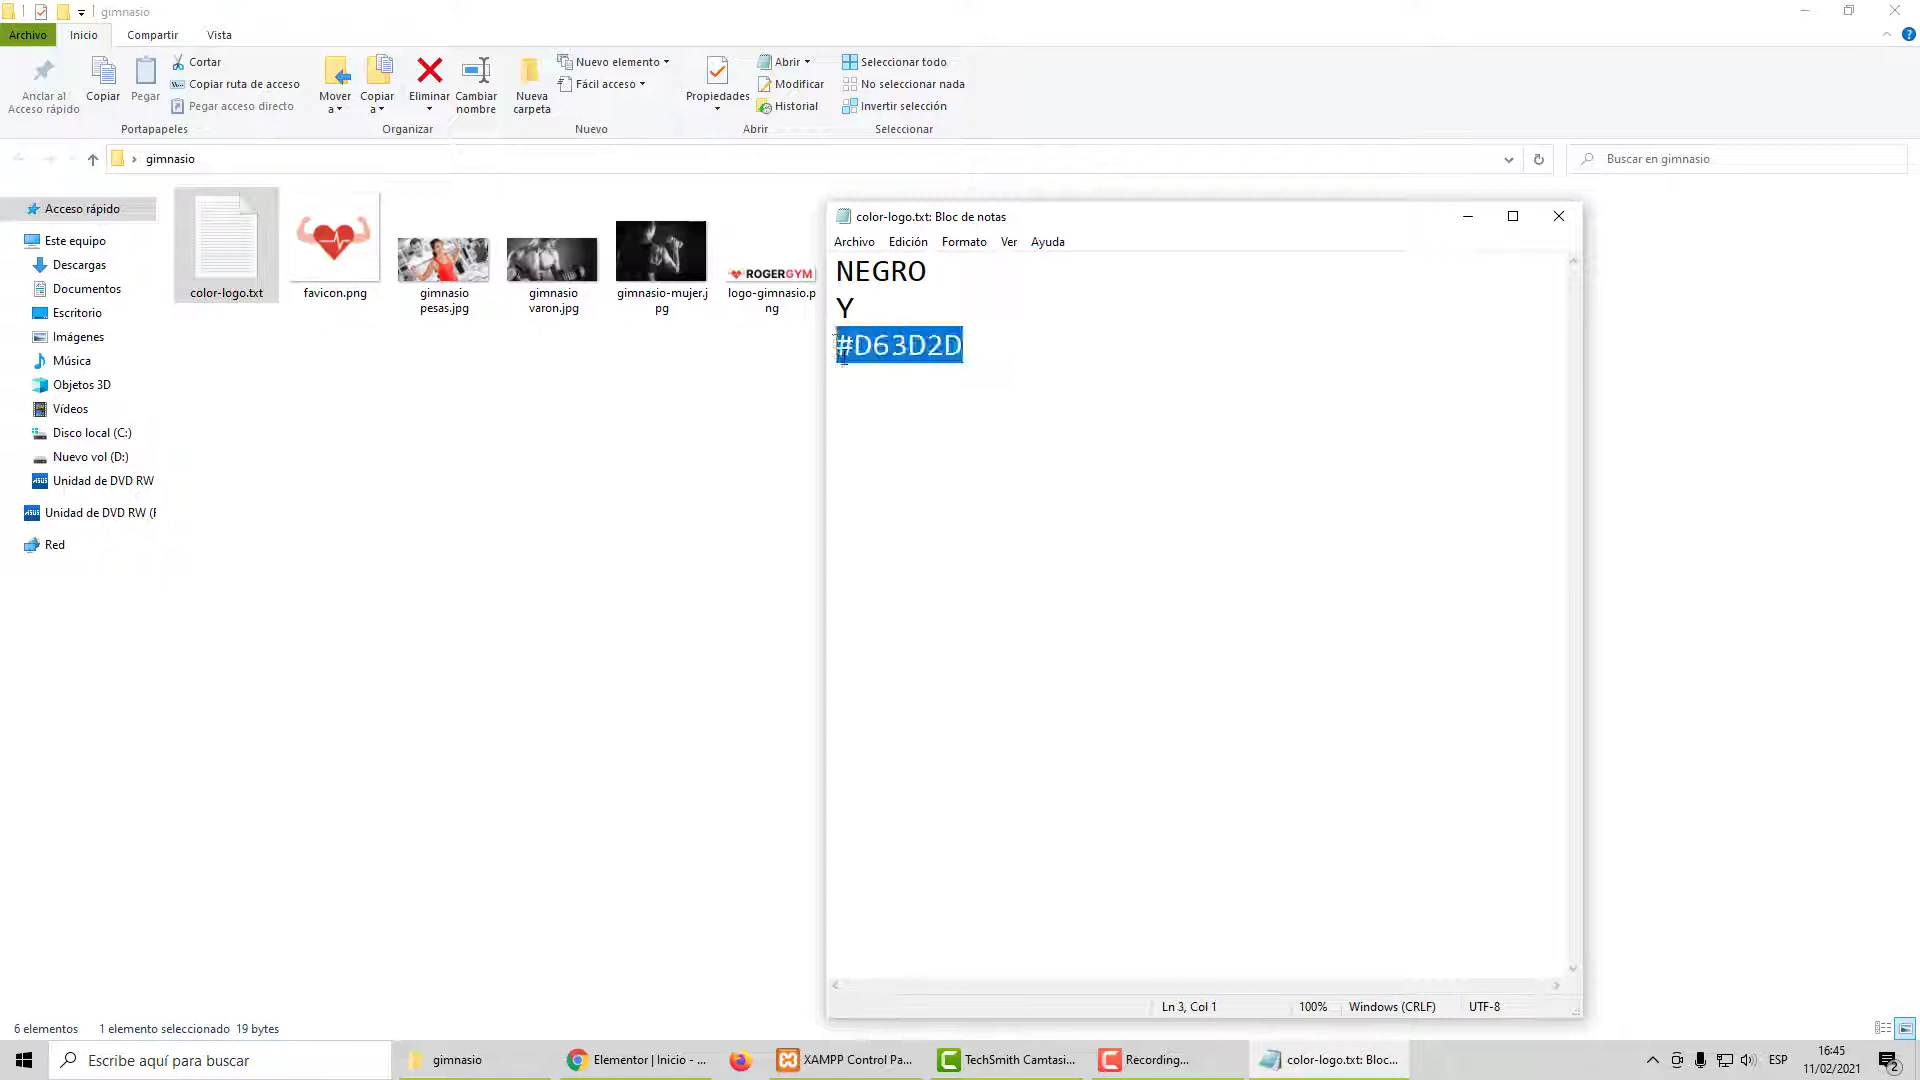 gimnasio
Archivo
Inicio
Compartir
Vista
Anclar al
Acceso rápido
Copiar
Pegar
Cortar
Copiar ruta de acceso
Pegar acceso directo
Portapapeles
Mover
a
Copiar
a
Eliminar
Cambiar
nombre
Organizar
Nueva
carpeta
Nuevo elemento
Fácil acceso
Nuevo
Propiedades
Abrir
Modificar
Historial
Abrir
Seleccionar todo
No seleccionar nada
Invertir selección
Seleccionar
gimnasio
Buscar en gimnasio
Acceso rápido
Este equipo
Descargas
Documentos
Escritorio
Imágenes
Música
Objetos 3D
Vídeos
Disco local (C:)
Nuevo vol (D:)
Unidad de DVD RW
Unidad de DVD RW (F
Red
color-logo.txt
favicon.png
gimnasio
pesas.jpg
gimnasio
varon.jpg
gimnasio-mujer.j
pg
ROGERGYM
logo-gimnasio.p
ng
color-logo.txt: Bloc de notas
Archivo
Edición
Formato
Ver
Ayuda
NEGRO
Y
#D63D2D
Ln 3, Col 1
100%
Windows (CRLF)
UTF-8
6 elementos
1 elemento seleccionado 19 bytes
Escribe aquí para buscar
gimnasio
Elementor | Inicio - ...
XAMPP Control Pa...
TechSmith Camtasi...
Recording...
color-logo.txt: Bloc...
ESP
16:45
11/02/2021
2